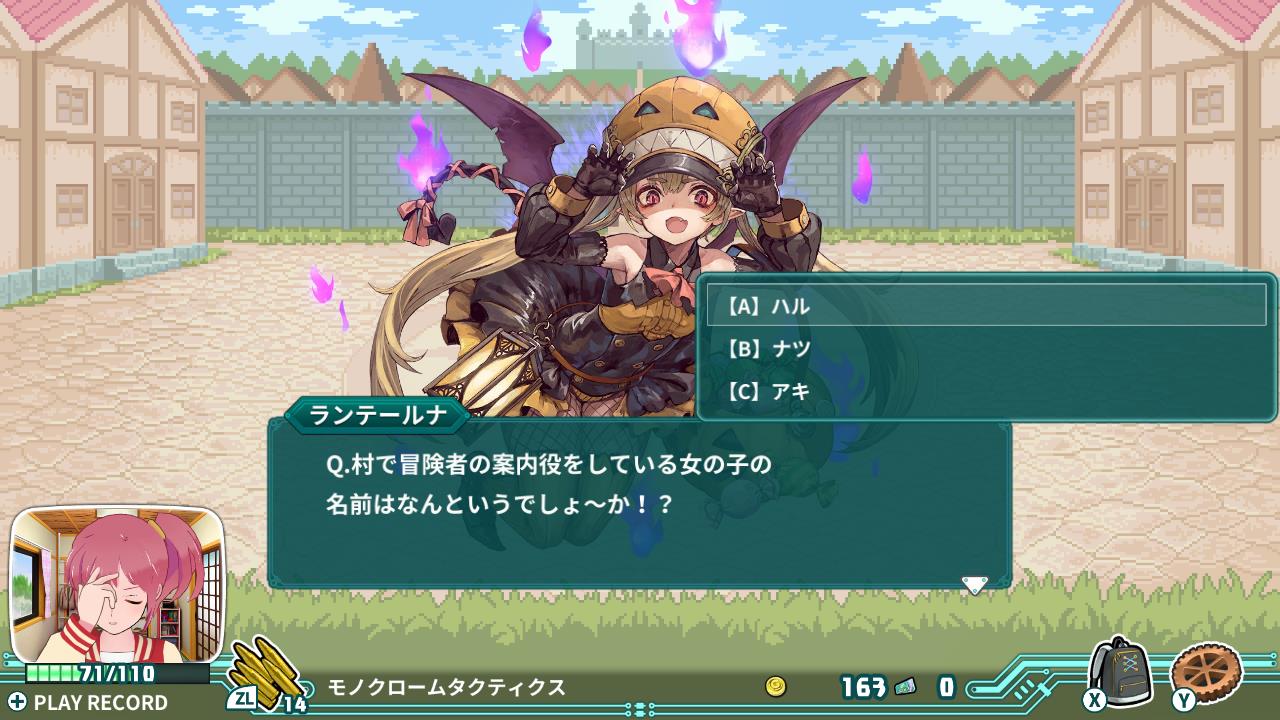 【A】ハル
【B】ナツ
【C】アキ
ランテールナ
Q.村で冒険者の案内役をしている女の子の
名前はなんというでしょ～か！？
71/110
PLAY RECORD
ZL
14
モノクロームタクティクス
163
0
X
Y